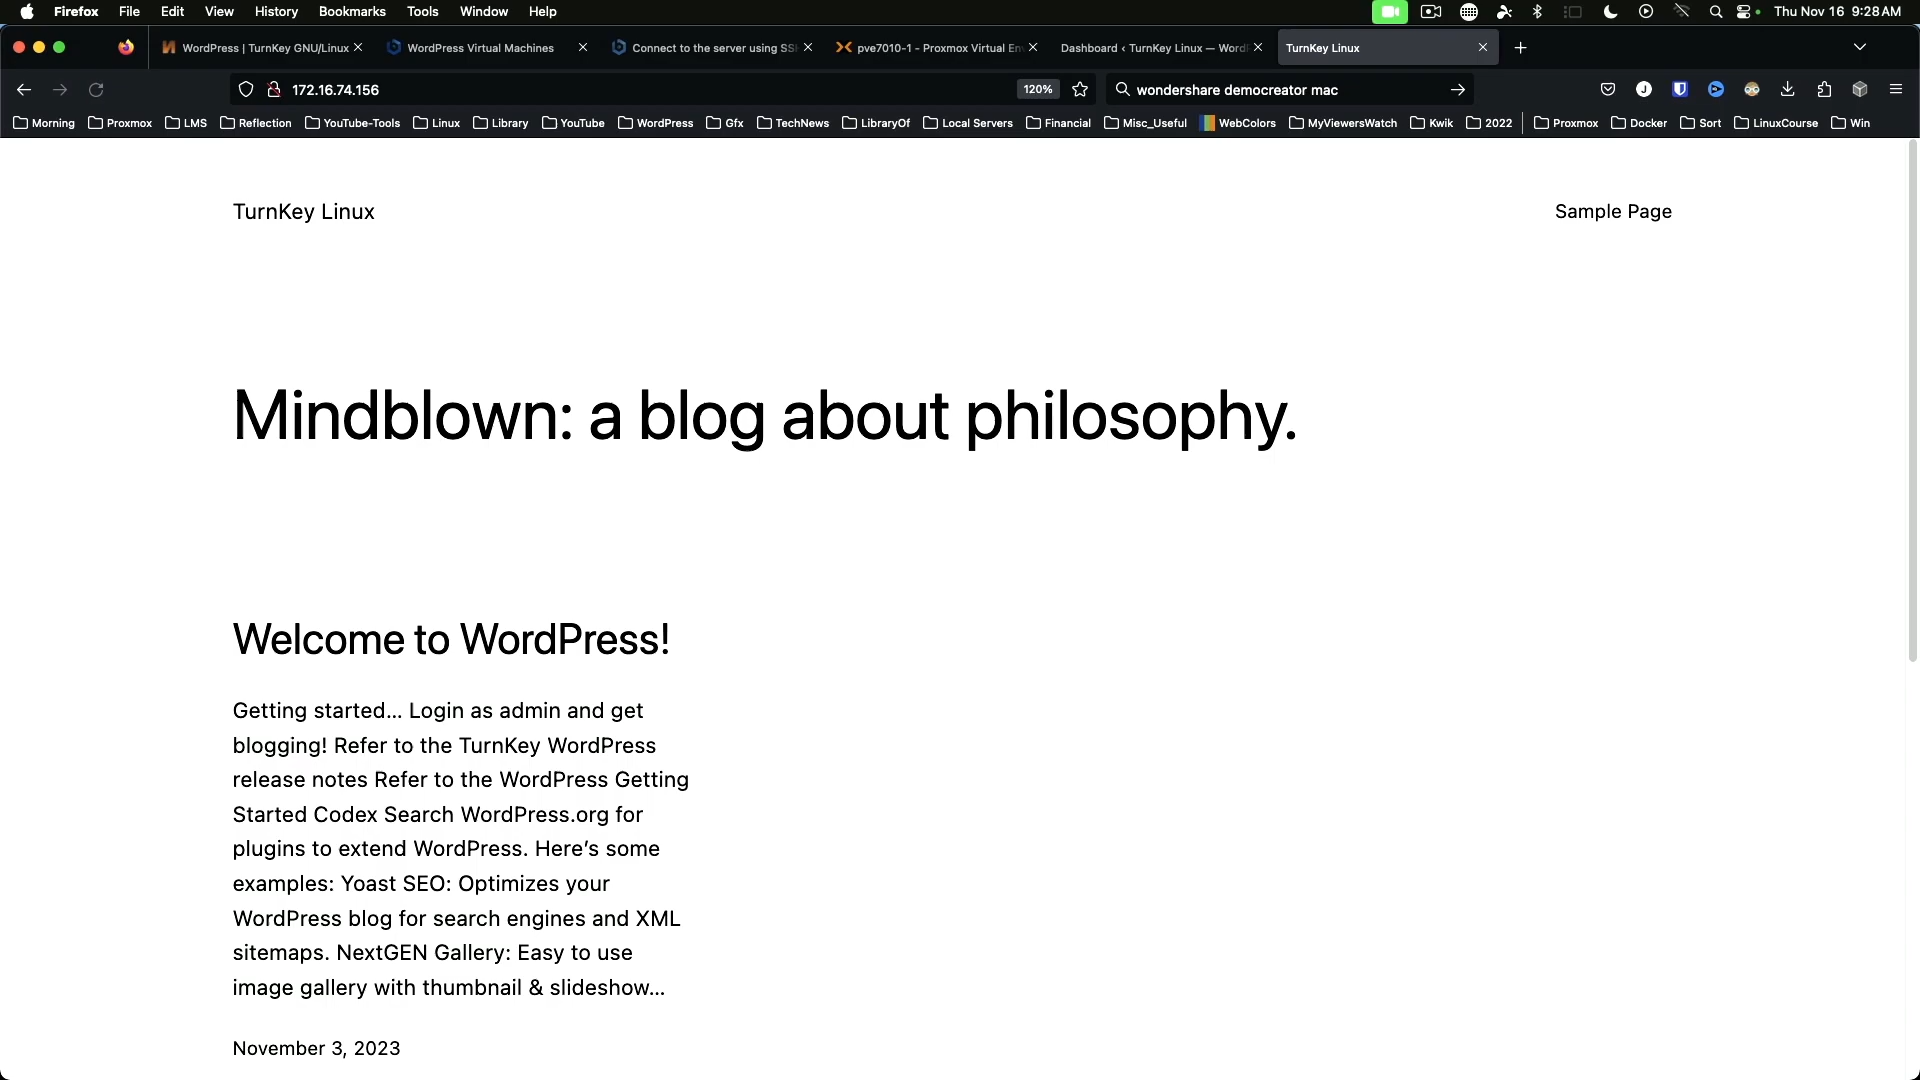 Firefox File Edit View History Bookmarks Tools Window Help Thu Nov 16 9:28 AM
WordPress | TurnKey GNU/Linux WordPress Virtual Machines Connect to the server using SSH pve7010-1 - Proxmox Virtual Env Dashboard ‹ TurnKey Linux — WordP TurnKey Linux
172.16.74.156 120% wondershare democreator mac
Morning Proxmox LMS Reflection YouTube-Tools Linux Library YouTube WordPress Gfx TechNews LibraryOf Local Servers Financial Misc_Useful WebColors MyViewersWatch Kwik 2022 Proxmox Docker Sort LinuxCourse Win
TurnKey Linux Sample Page
Mindblown: a blog about philosophy.
Welcome to WordPress!
Getting started… Login as admin and get
blogging! Refer to the TurnKey WordPress
release notes Refer to the WordPress Getting
Started Codex Search WordPress.org for
plugins to extend WordPress. Here’s some
examples: Yoast SEO: Optimizes your
WordPress blog for search engines and XML
sitemaps. NextGEN Gallery: Easy to use
image gallery with thumbnail & slideshow…
November 3, 2023